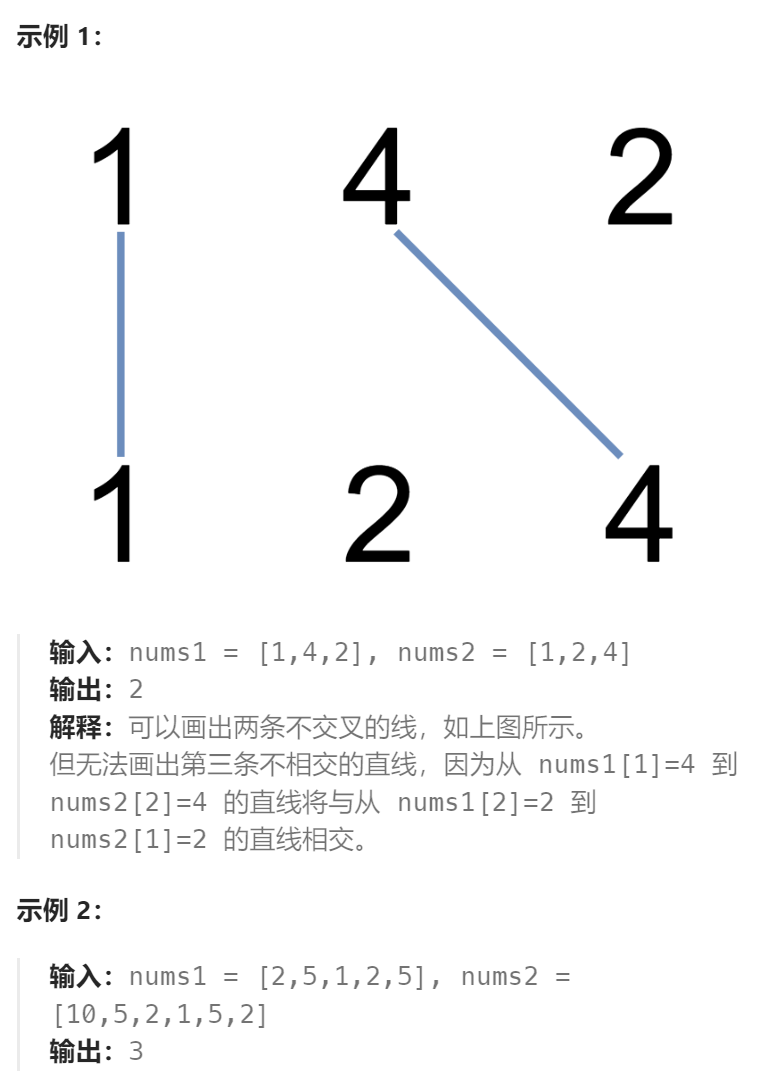 示例 1：
1 4 2
1 2 4
输入：nums1 = [1,4,2], nums2 = [1,2,4]
输出：2
解释：可以画出两条不交叉的线，如上图所示。
但无法画出第三条不相交的直线，因为从 nums1[1]=4 到
nums2[2]=4 的直线将与从 nums1[2]=2 到
nums2[1]=2 的直线相交。
示例 2：
输入：nums1 = [2,5,1,2,5], nums2 =
[10,5,2,1,5,2]
输出：3